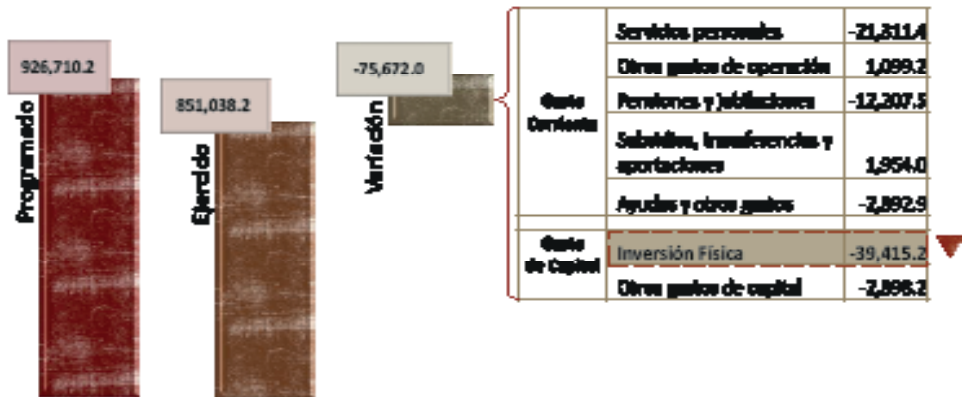 926,710.2
Programado
851,038.2
Ejercido
-75,672.0
Variación
Gasto
Corriente
Servicios personales -21,311.4
Otros gastos de operación 1,099.2
Pensiones y jubilaciones -12,207.5
Subsidios, transferencias y
aportaciones 1,954.0
Ayudas y otros gastos -2,892.9
Gasto
de Capital
Inversión Física -39,415.2
Otros gastos de capital -2,898.2